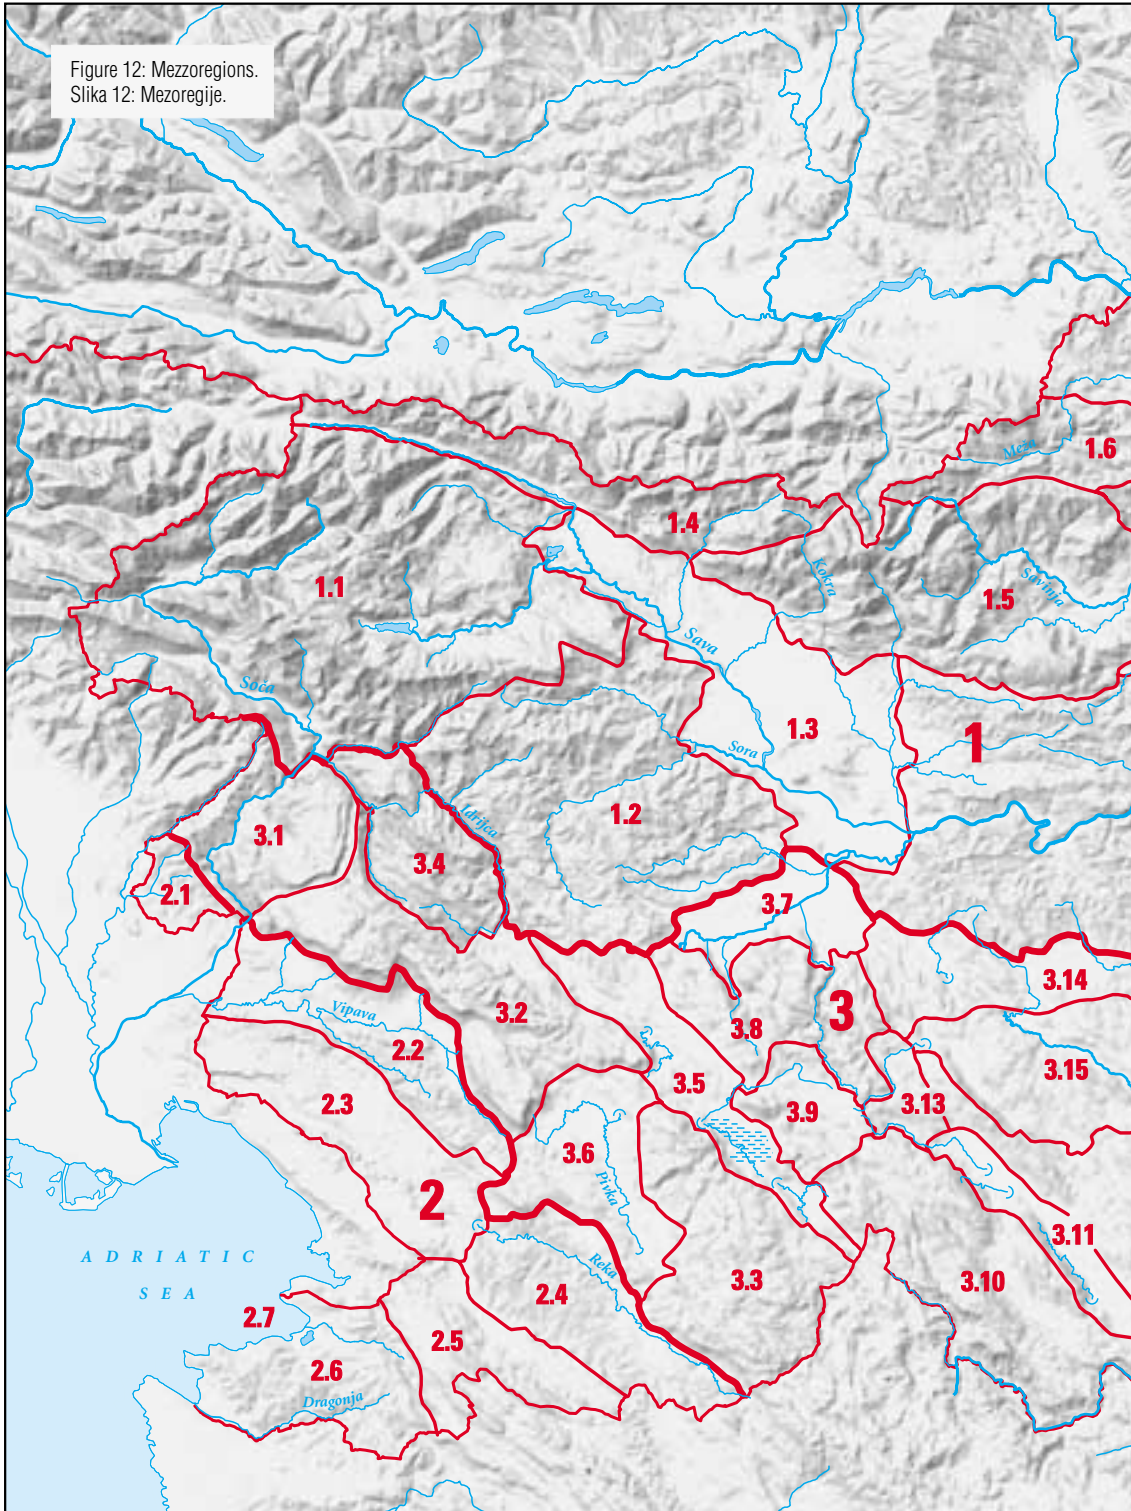 Figure 12: Mezzoregions.
Slika 12: Mezoregije.
1.6
Meža
1.4
Kokra
1.1
1.5
Savinja
Sava
Soča
1.3
1
Sora
1.2
Idrijca
3.1
3.4
2.1
3.7
3.14
3.2
3
Vipava
3.8
2.2
3.15
3.5
2.3
3.13
3.9
3.6
Pivka
2
3.11
ADRIATIC
SEA
Reka
3.3
3.10
2.4
2.7
2.5
2.6
Dragonja